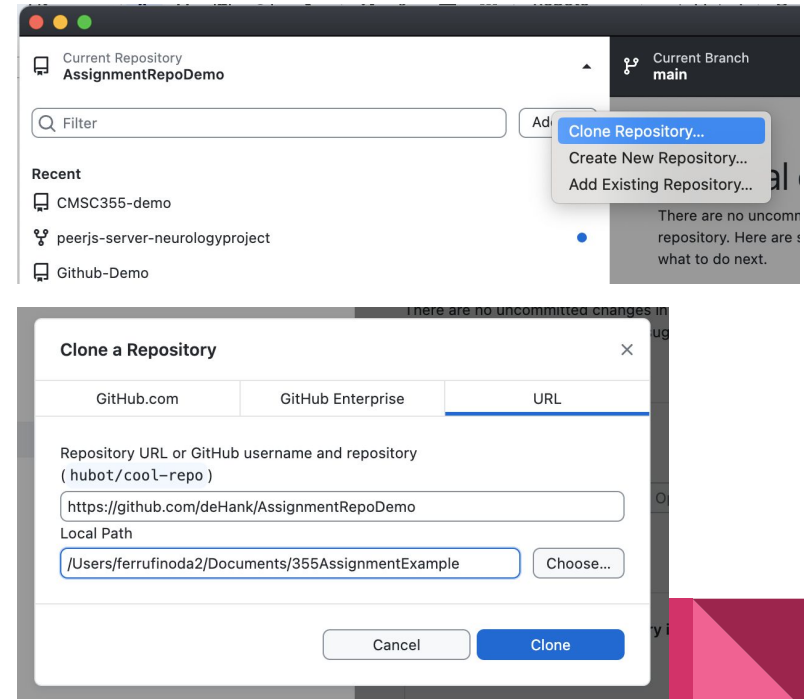 Current Repository
AssignmentRepoDemo
Current Branch
main
Filter
Ad
Clone Repository...
Create New Repository...
Add Existing Repository...
Recent
CMSC355-demo
peerjs-server-neurologyproject
Github-Demo
There are no uncomm
repository. Here are s
what to do next.
There are no uncommitted changes in
Clone a Repository
GitHub.com
GitHub Enterprise
URL
Repository URL or GitHub username and repository
(hubot/cool-repo)
https://github.com/deHank/AssignmentRepoDemo
Local Path
/Users/ferrufinoda2/Documents/355AssignmentExample
Choose...
Cancel
Clone